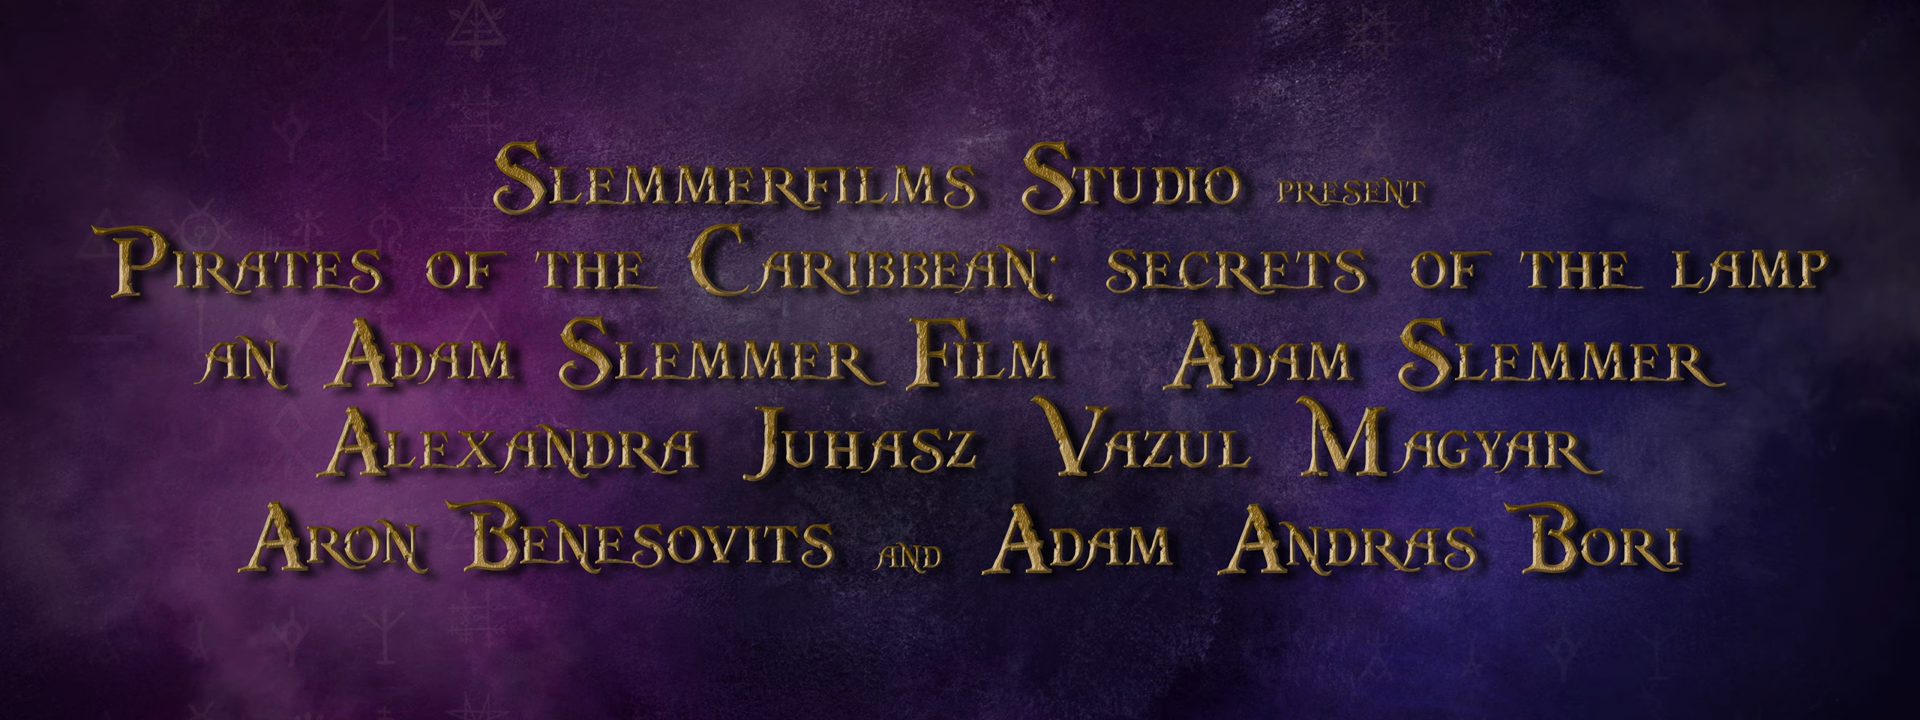 Slemmerfilms Studio present
Pirates of the Caribbean: secrets of the lamp
an Adam Slemmer Film Adam Slemmer
Alexandra Juhasz Vazul Magyar
Aron Benesovits and Adam Andras Bori